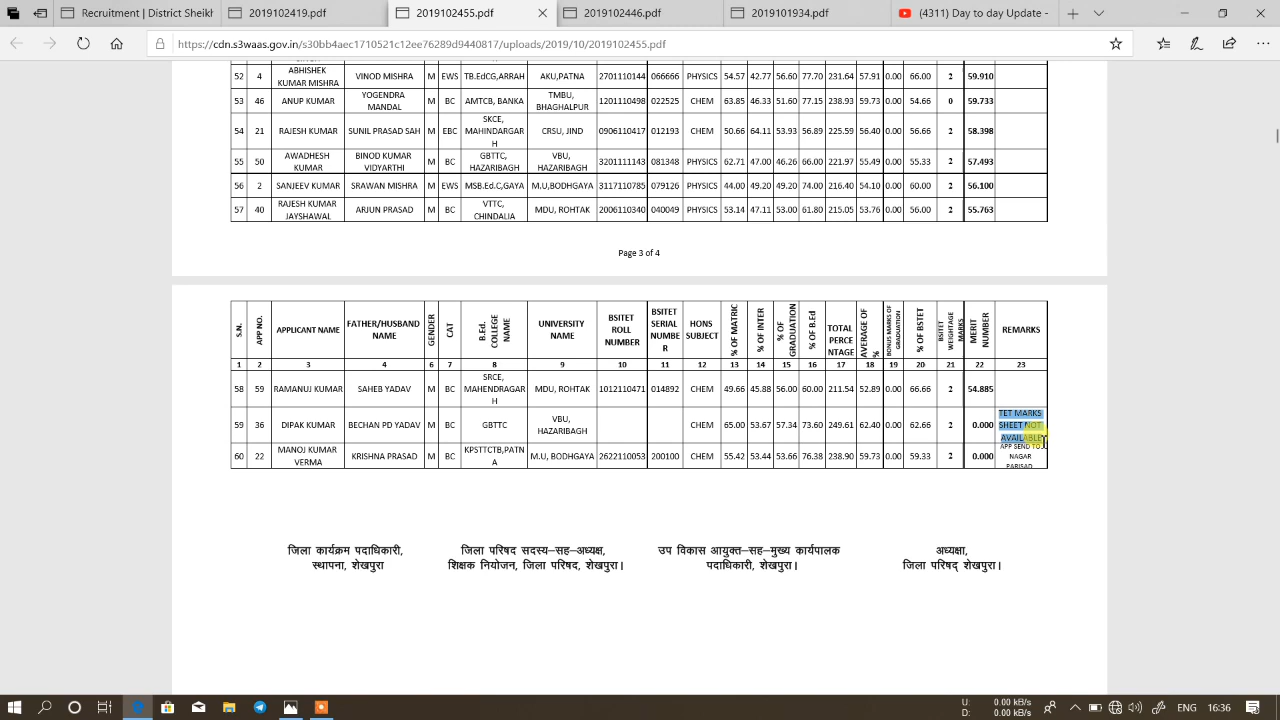 Recruitment | District Sheikh
2019102419.pdf
2019102455.pdf
2019102446.pdf
2019101934.pdf
(4311) Day to day Update -
https://cdn.s3waas.gov.in/s30bb4aec1710521c12ee76289d9440817/uploads/2019/10/2019102455.pdf
52 4 ABHISHEK KUMAR MISHRA VINOD MISHRA M EWS TB.EdCG,ARRAH AKU,PATNA 2701110144 066666 PHYSICS 54.57 42.77 56.60 77.70 231.64 57.91 0.00 66.00 2 59.910
53 46 ANUP KUMAR YOGENDRA MANDAL M BC AMTCB, BANKA TMBU, BHAGHALPUR 1201110498 022525 CHEM 63.85 46.33 51.60 77.15 238.93 59.73 0.00 54.66 0 59.733
54 21 RAJESH KUMAR SUNIL PRASAD SAH M EBC SKCE, MAHINDARGARH CRSU, JIND 0906110417 012193 CHEM 50.66 64.11 53.93 56.89 225.59 56.40 0.00 56.66 2 58.398
55 50 AWADHESH KUMAR BINOD KUMAR VIDYARTHI M BC GBTTC, HAZARIBAGH VBU, HAZARIBAGH 3201111143 081348 PHYSICS 62.71 47.00 46.26 66.00 221.97 55.49 0.00 55.33 2 57.493
56 2 SANJEEV KUMAR SRAWAN MISHRA M EWS MSB.Ed.C,GAYA M.U,BODHGAYA 3117110785 079126 PHYSICS 44.00 49.20 49.20 74.00 216.40 54.10 0.00 60.00 2 56.100
57 40 RAJESH KUMAR JAYSHAWAL ARJUN PRASAD M BC VTTC, CHINDALIA MDU, ROHTAK 2006110340 040049 PHYSICS 53.14 47.11 53.00 61.80 215.05 53.76 0.00 56.00 2 55.763
Page 3 of 4
S.N. APP NO. APPLICANT NAME FATHER/HUSBAND NAME GENDER CAT B.Ed. COLLEGE NAME UNIVERSITY NAME BSITET ROLL NUMBER BSITET SERIAL NUMBER HONS SUBJECT % OF MATRIC % OF INTER % OF GRADUATION % OF B.Ed TOTAL PERCENTAGE AVERAGE OF % BONUS MARKS OF GRADUATION % OF BSTET BSTET WEIGHTAGE MARKS MERIT NUMBER REMARKS
1 2 3 4 6 7 8 9 10 11 12 13 14 15 16 17 18 19 20 21 22 23
58 59 RAMANUJ KUMAR SAHEB YADAV M BC SRCE, MAHENDRAGARH MDU, ROHTAK 1012110471 014892 CHEM 49.66 45.88 56.00 60.00 211.54 52.89 0.00 66.66 2 54.885
59 36 DIPAK KUMAR BECHAN PD YADAV M BC GBTTC VBU, HAZARIBAGH CHEM 65.00 53.67 57.34 73.60 249.61 62.40 0.00 62.66 2 0.000 TET MARKS SHEET NOT AVAILABLE
60 22 MANOJ KUMAR VERMA KRISHNA PRASAD M BC KPSTTCTB,PATNA M.U, BODHGAYA 2622110053 200100 CHEM 55.42 53.44 53.66 76.38 238.90 59.73 0.00 59.33 2 0.000 APP SEND TO NAGAR PARISAD
जिला कार्यक्रम पदाधिकारी,
स्थापना, शेखपुरा
जिला परिषद सदस्य–सह–अध्यक्ष,
शिक्षक नियोजन, जिला परिषद, शेखपुरा।
उप विकास आयुक्त–सह–मुख्य कार्यपालक
पदाधिकारी, शेखपुरा।
अध्यक्षा,
जिला परिषद् शेखपुरा।
U: 0.00 kB/s
D: 0.00 kB/s
ENG
16:36